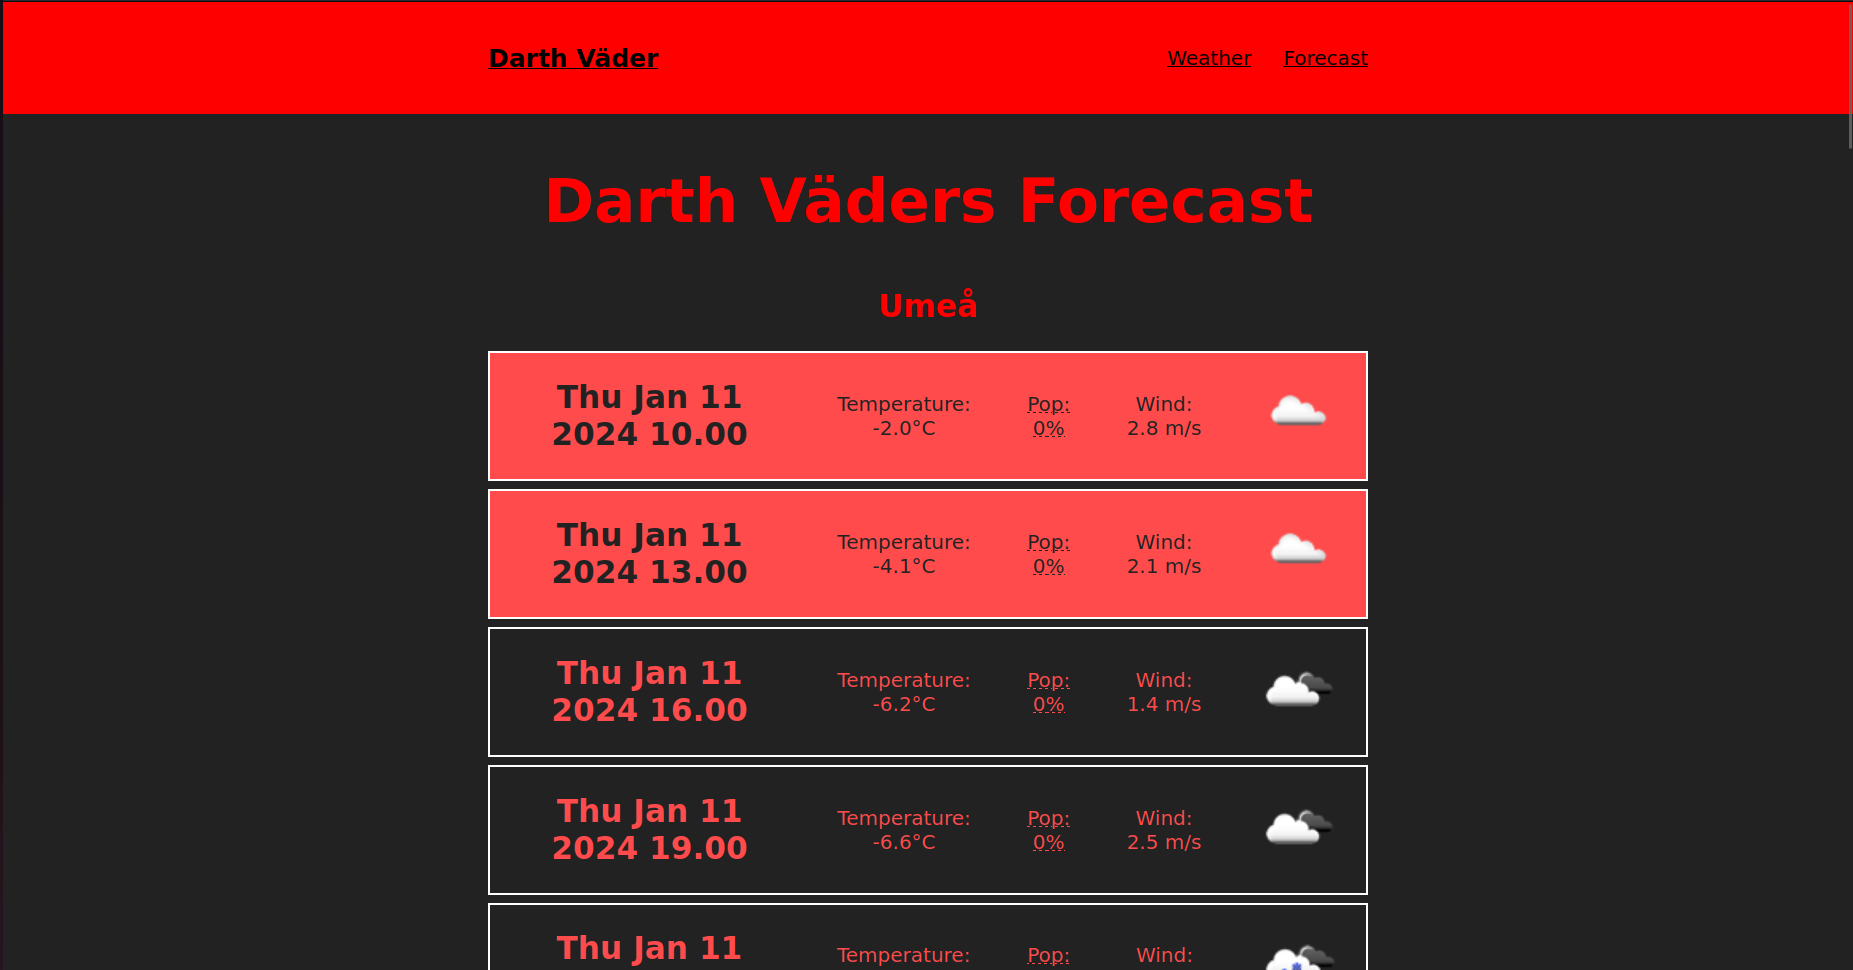 Darth Väder
Weather Forecast
Darth Väders Forecast
Umeå
Thu Jan 11
2024 10.00
Temperature:
-2.0°C
Pop:
0%
Wind:
2.8 m/s
Thu Jan 11
2024 13.00
Temperature:
-4.1°C
Pop:
0%
Wind:
2.1 m/s
Thu Jan 11
2024 16.00
Temperature:
-6.2°C
Pop:
0%
Wind:
1.4 m/s
Thu Jan 11
2024 19.00
Temperature:
-6.6°C
Pop:
0%
Wind:
2.5 m/s
Thu Jan 11
Temperature:
Pop:
Wind: